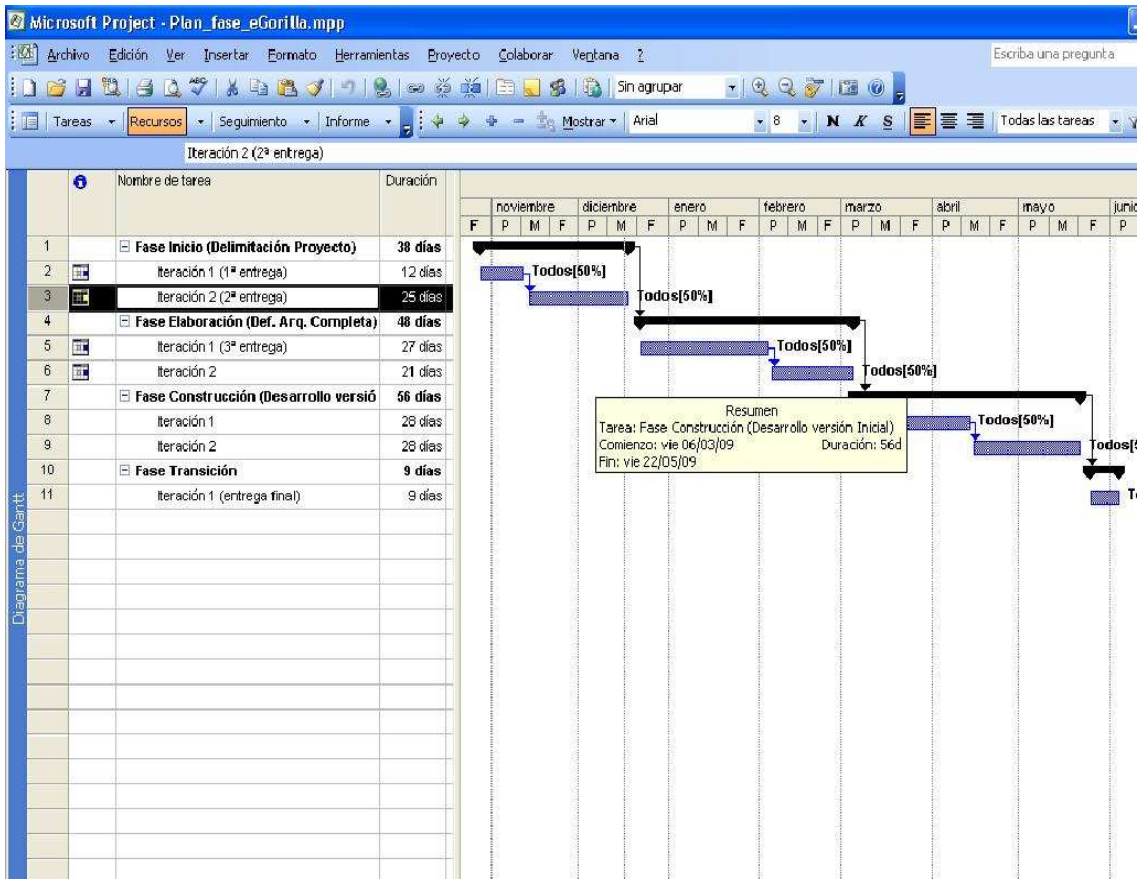 Microsoft Project - Plan_fase_eGorilla.mpp
Archivo Edición Ver Insertar Formato Herramientas Proyecto Colaborar Ventana ? Escriba una pregunta
Sin agrupar
Tareas Recursos Seguimiento Informe Mostrar Arial 8 N K S Todas las tareas
Iteración 2 (2ª entrega)
Nombre de tarea Duración
noviembre diciembre enero febrero marzo abril mayo junio
F P M F P M F P M F P M F P M F P M F P M F P
1 Fase Inicio (Delimitación Proyecto) 38 días
2 Iteración 1 (1ª entrega) 12 días Todos[50%]
3 Iteración 2 (2ª entrega) 25 días Todos[50%]
4 Fase Elaboración (Def. Arq. Completa) 48 días
5 Iteración 1 (3ª entrega) 27 días Todos[50%]
6 Iteración 2 21 días Todos[50%]
7 Fase Construcción (Desarrollo versió 56 días
8 Iteración 1 28 días Todos[50%]
9 Iteración 2 28 días Todos[5
10 Fase Transición 9 días
11 Iteración 1 (entrega final) 9 días To
Resumen
Tarea: Fase Construcción (Desarrollo versión Inicial)
Comienzo: vie 06/03/09 Duración: 56d
Fin: vie 22/05/09
Diagrama de Gantt